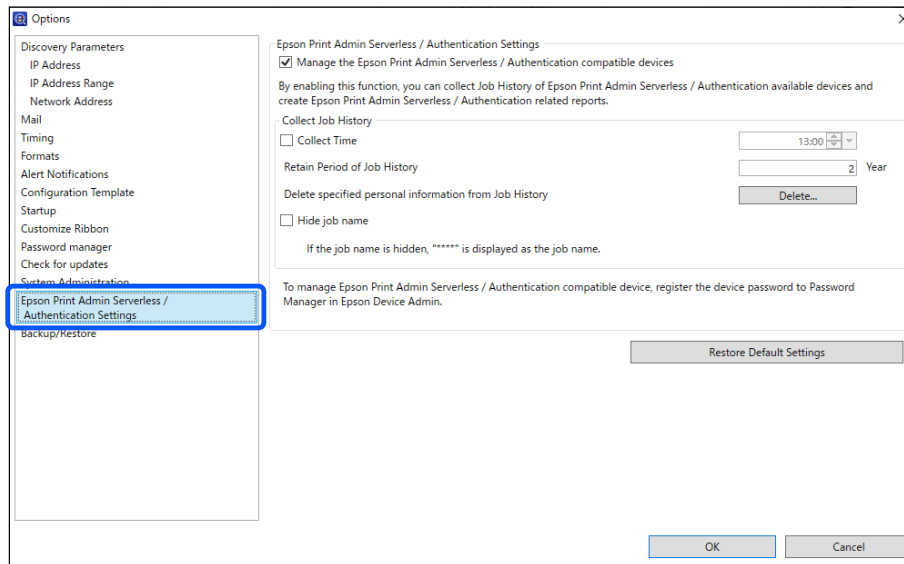 Options
Discovery Parameters
IP Address
IP Address Range
Network Address
Mail
Timing
Formats
Alert Notifications
Configuration Template
Startup
Customize Ribbon
Password manager
Check for updates
System Administration
Epson Print Admin Serverless /
Authentication Settings
Backup/Restore
Epson Print Admin Serverless / Authentication Settings
Manage the Epson Print Admin Serverless / Authentication compatible devices
By enabling this function, you can collect Job History of Epson Print Admin Serverless / Authentication available devices and
create Epson Print Admin Serverless / Authentication related reports.
Collect Job History
Collect Time 13:00
Retain Period of Job History 2 Year
Delete specified personal information from Job History Delete...
Hide job name
If the job name is hidden, "****" is displayed as the job name.
To manage Epson Print Admin Serverless / Authentication compatible device, register the device password to Password
Manager in Epson Device Admin.
Restore Default Settings
OK Cancel